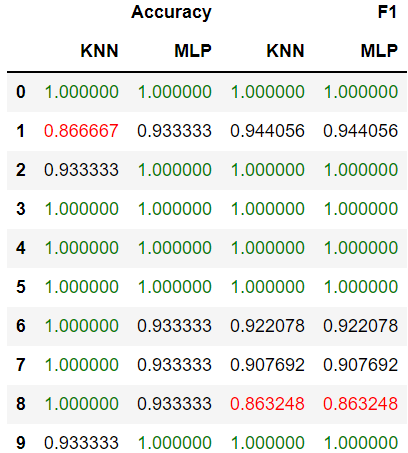 Accuracy F1
KNN MLP KNN MLP
0 1.000000 1.000000 1.000000 1.000000
1 0.866667 0.933333 0.944056 0.944056
2 0.933333 1.000000 1.000000 1.000000
3 1.000000 1.000000 1.000000 1.000000
4 1.000000 1.000000 1.000000 1.000000
5 1.000000 1.000000 1.000000 1.000000
6 1.000000 0.933333 0.922078 0.922078
7 1.000000 0.933333 0.907692 0.907692
8 1.000000 0.933333 0.863248 0.863248
9 0.933333 1.000000 1.000000 1.000000